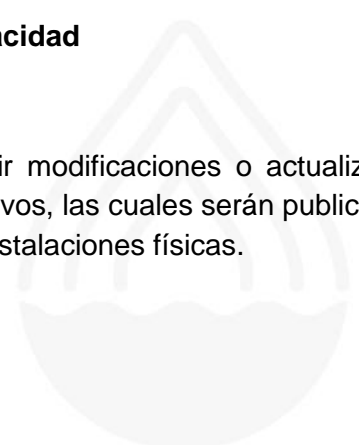 acidad
ir modificaciones o actualiz
vos, las cuales serán public
stalaciones físicas.